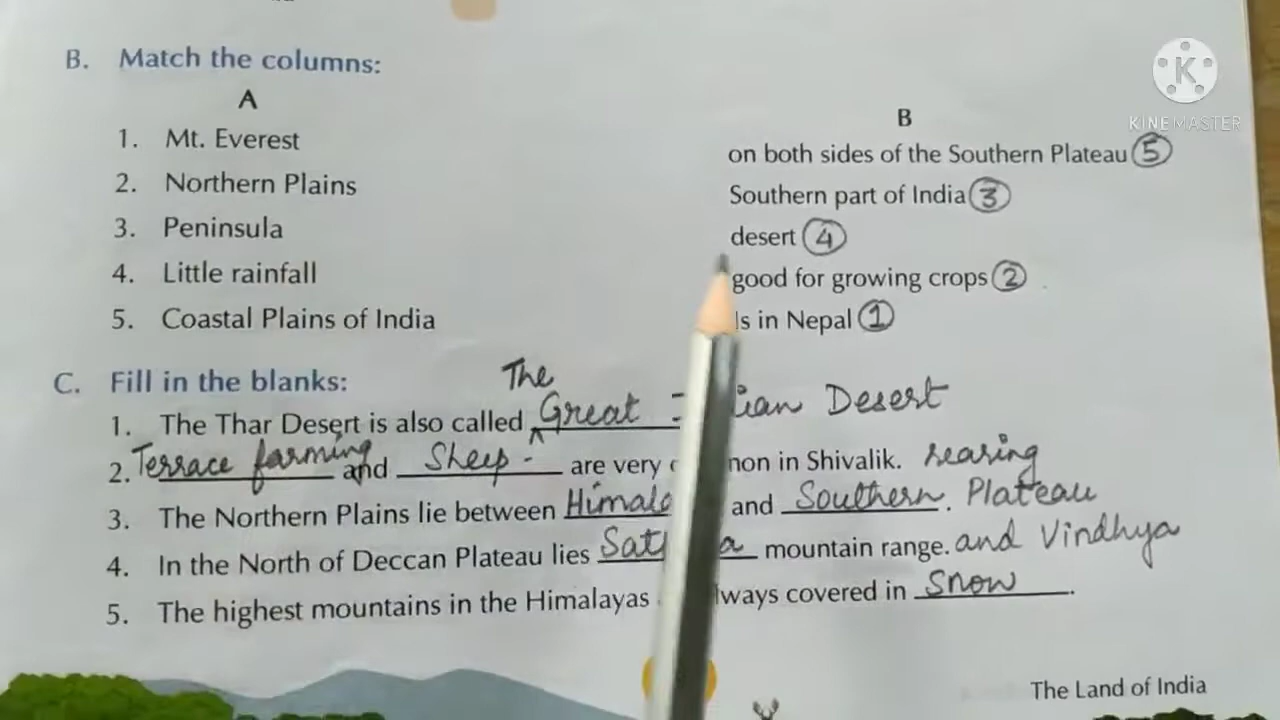 B. Match the columns:
A
B
1. Mt. Everest
on both sides of the Southern Plateau 5
2. Northern Plains
Southern part of India 3
3. Peninsula
desert 4
4. Little rainfall
good for growing crops 2
5. Coastal Plains of India
Is in Nepal 1
C. Fill in the blanks:
1. The Thar Desert is also called The Great Desert
2. Terrace farming and Sheep - are very in Shivalik. rearing
3. The Northern Plains lie between and Southern. Plateau
4. In the North of Deccan Plateau lies mountain range. and Vindhya
5. The highest mountains in the Himalayas covered in Snow.
The Land of India
K
KINEMASTER